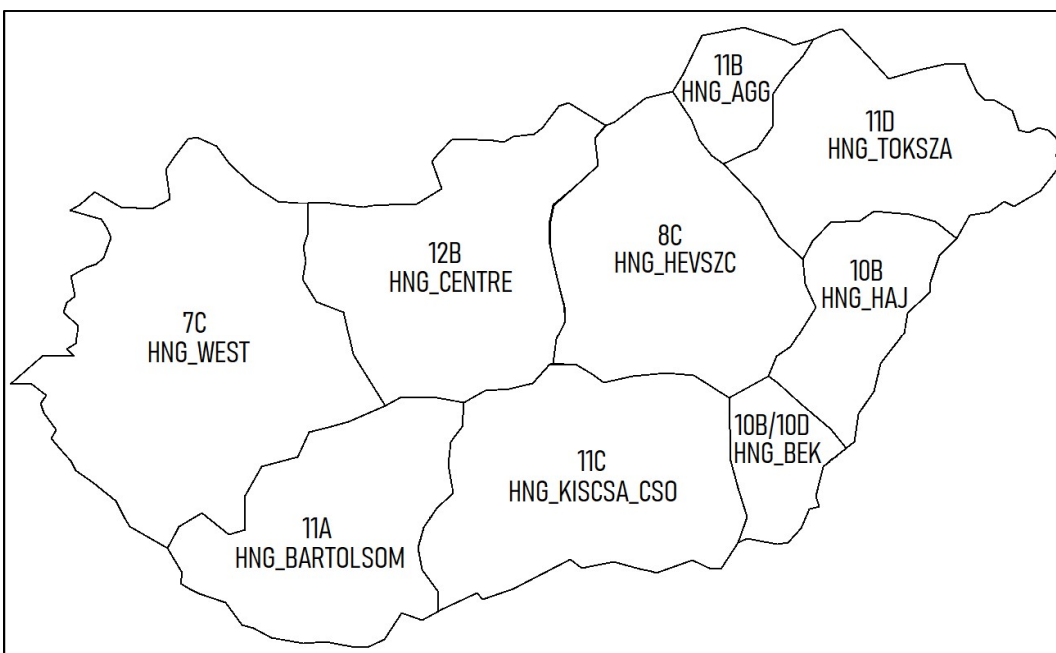 11B
HNG_AGG
11D
HNG_TOKSZA
12B
HNG_CENTRE
8C
HNG_HEVSZC
10B
HNG_HAJ
7C
HNG_WEST
10B/10D
HNG_BEK
11C
HNG_KISCSA_CSO
11A
HNG_BARTOLSOM